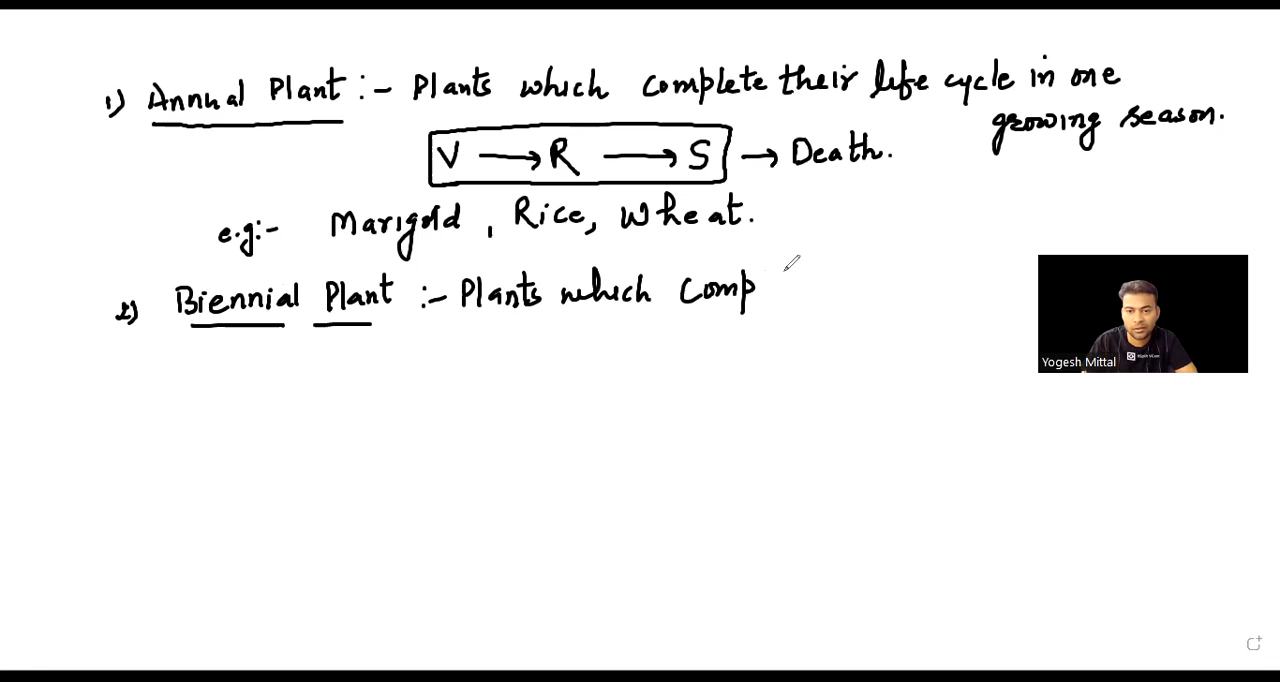 1) Annual Plant :- Plants which complete their life cycle in one
growing season.
V → R → S → Death.
e.g:- Marigold, Rice, Wheat.
2) Biennial Plant :- Plants which comp
Yogesh Mittal